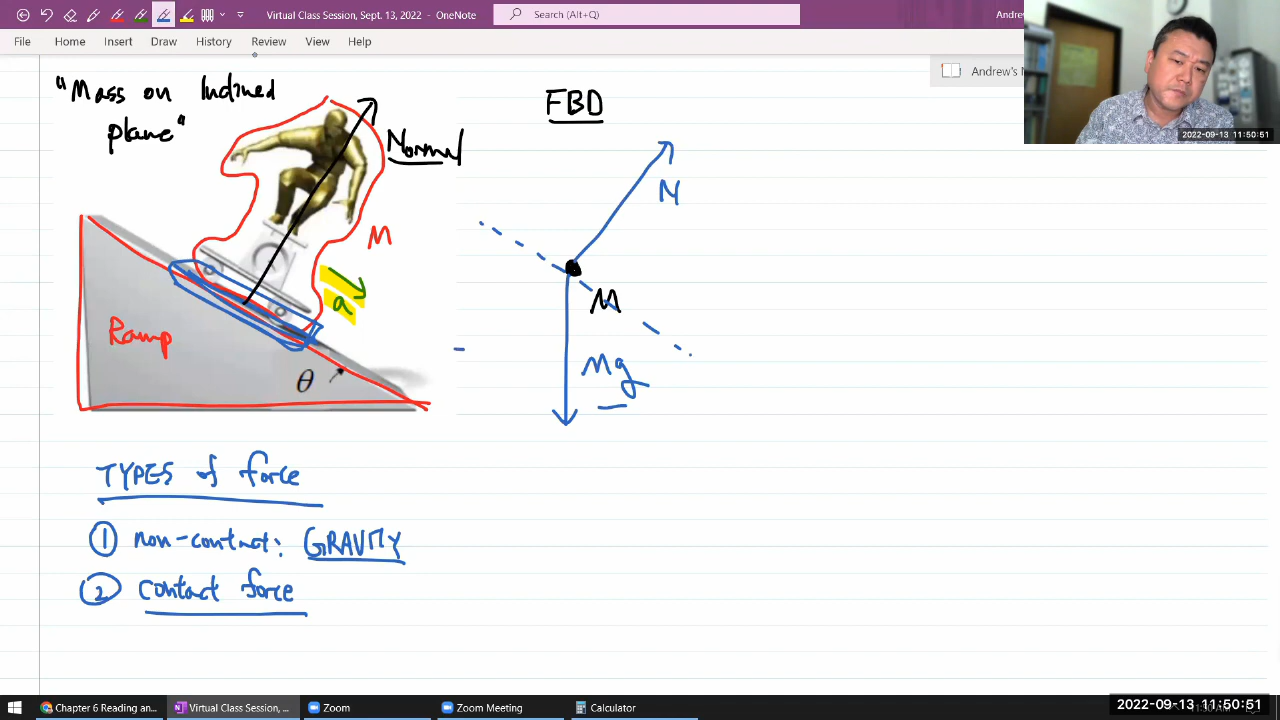 Virtual Class Session, Sept. 13, 2022 - OneNote
Search (Alt+Q)
Andrew
File Home Insert Draw History Review View Help
Andrew's N
2022-09-13 11:50:51
"Mass on Inclined
plane"
Normal
M
a
Ramp
θ
FBD
N
M
Mg
TYPES of force
① non-contact: GRAVITY
② contact force
Chapter 6 Reading an...
Virtual Class Session,...
Zoom
Zoom Meeting
Calculator
2022-09-13 11:50:51